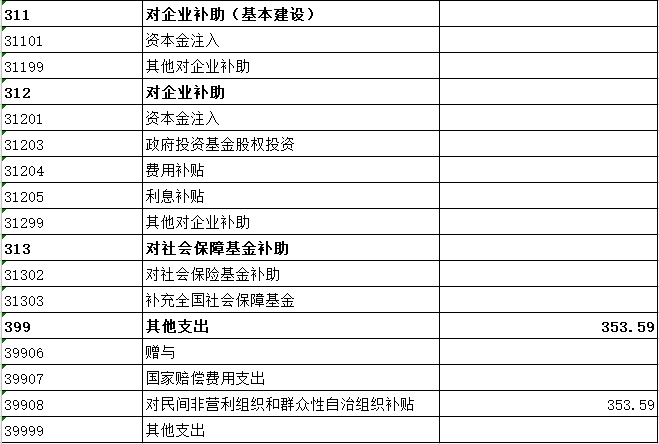 311 对企业补助（基本建设）
31101 资本金注入
31199 其他对企业补助
312 对企业补助
31201 资本金注入
31203 政府投资基金股权投资
31204 费用补贴
31205 利息补贴
31299 其他对企业补助
313 对社会保障基金补助
31302 对社会保险基金补助
31303 补充全国社会保障基金
399 其他支出 353.59
39906 赠与
39907 国家赔偿费用支出
39908 对民间非营利组织和群众性自治组织补贴 353.59
39999 其他支出